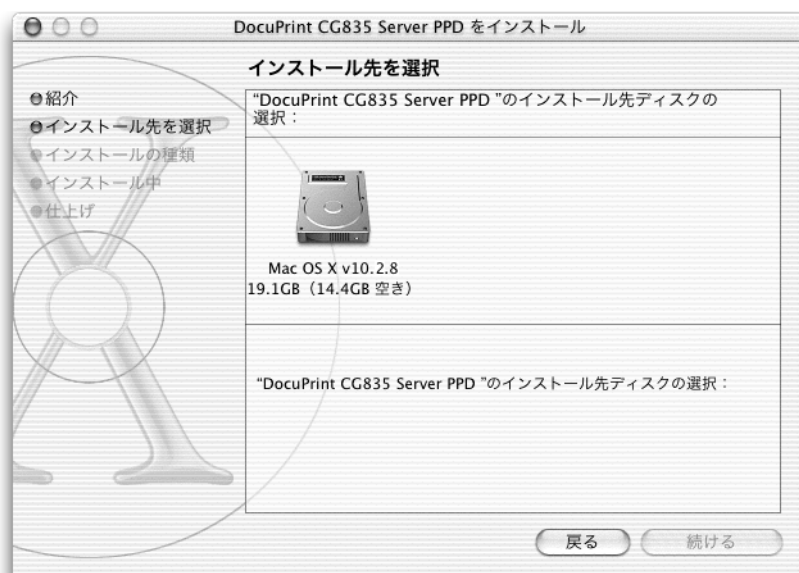 DocuPrint CG835 Server PPD をインストール
インストール先を選択
紹介
インストール先を選択
インストールの種類
インストール中
仕上げ
“DocuPrint CG835 Server PPD ”のインストール先ディスクの
選択：
Mac OS X v10.2.8
19.1GB（14.4GB 空き）
“DocuPrint CG835 Server PPD ”のインストール先ディスクの選択：
戻る
続ける